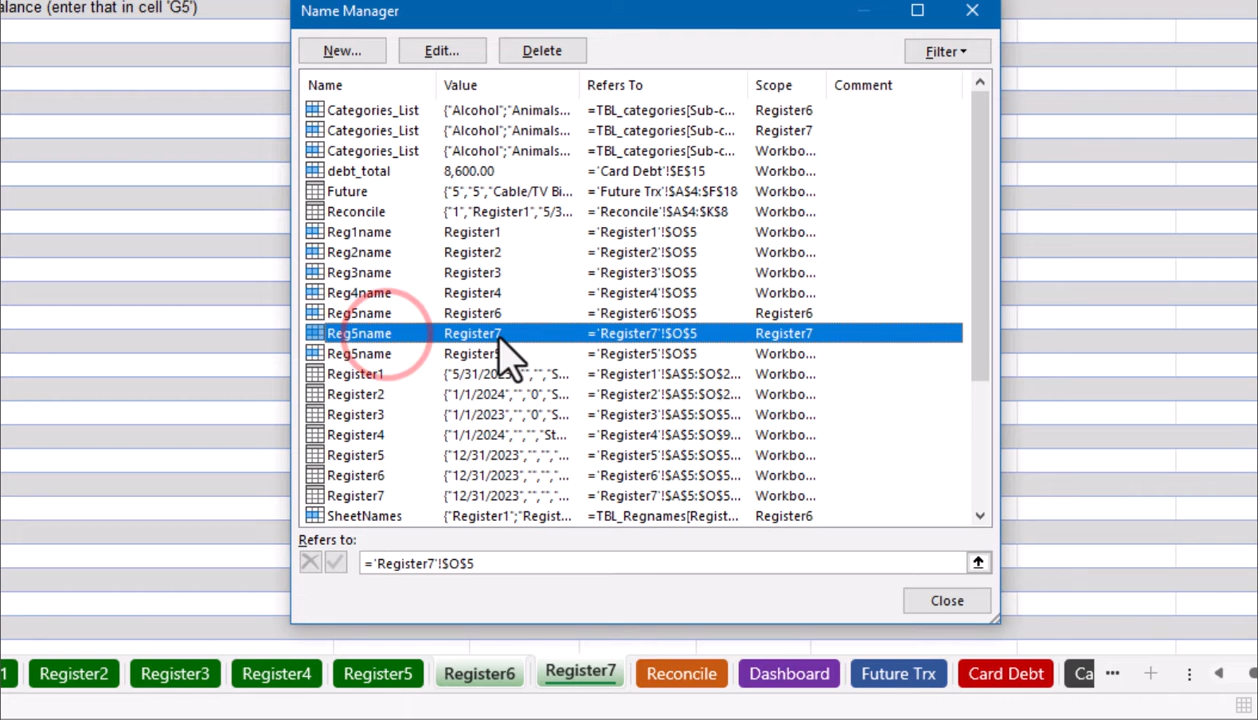 alance (enter that in cell 'G5')
Name Manager
New... Edit... Delete Filter
Name Value Refers To Scope Comment
Categories_List {"Alcohol";"Animals... =TBL_categories[Sub-c... Register6
Categories_List {"Alcohol";"Animals... =TBL_categories[Sub-c... Register7
Categories_List {"Alcohol";"Animals... =TBL_categories[Sub-c... Workbo...
debt_total 8,600.00 ='Card Debt'!$E$15 Workbo...
Future {"5","5","Cable/TV Bi... ='Future Trx'!$A$4:$F$18 Workbo...
Reconcile {"1","Register1","5/3... ='Reconcile'!$A$4:$K$8 Workbo...
Reg1name Register1 ='Register1'!$O$5 Workbo...
Reg2name Register2 ='Register2'!$O$5 Workbo...
Reg3name Register3 ='Register3'!$O$5 Workbo...
Reg4name Register4 ='Register4'!$O$5 Workbo...
Reg5name Register6 ='Register6'!$O$5 Register6
Reg5name Register7 ='Register7'!$O$5 Register7
Reg5name Register5 ='Register5'!$O$5 Workbo...
Register1 {"5/31/2023","","","S... ='Register1'!$A$5:$O$2... Workbo...
Register2 {"1/1/2024","","0","S... ='Register2'!$A$5:$O$2... Workbo...
Register3 {"1/1/2023","","0","S... ='Register3'!$A$5:$O$5... Workbo...
Register4 {"1/1/2024","","","St... ='Register4'!$A$5:$O$9... Workbo...
Register5 {"12/31/2023","","",... ='Register5'!$A$5:$O$5... Workbo...
Register6 {"12/31/2023","","",... ='Register6'!$A$5:$O$5... Workbo...
Register7 {"12/31/2023","","",... ='Register7'!$A$5:$O$5... Workbo...
SheetNames {"Register1";"Regist... =TBL_Regnames[Regist... Register6
Refers to:
='Register7'!$O$5
Close
1 Register2 Register3 Register4 Register5 Register6 Register7 Reconcile Dashboard Future Trx Card Debt Ca ...